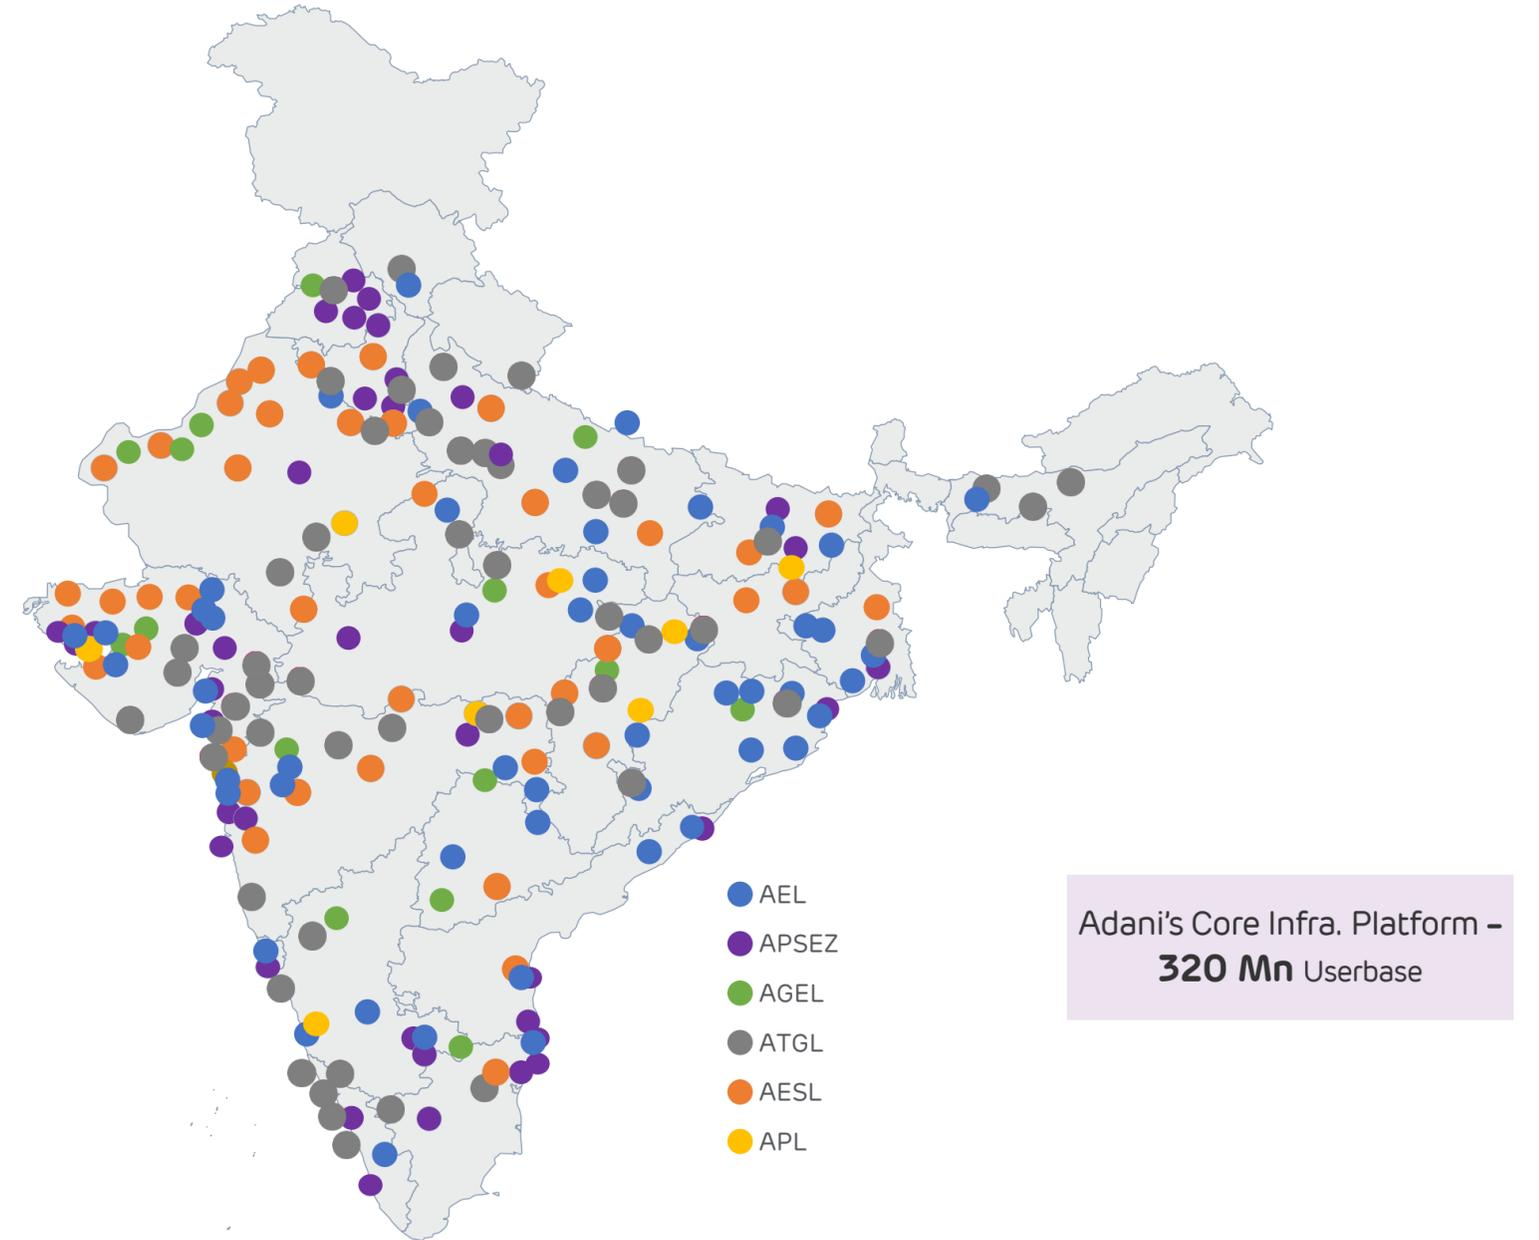 AEL
APSEZ
AGEL
ATGL
AESL
APL
Adani’s Core Infra. Platform –
320 Mn Userbase